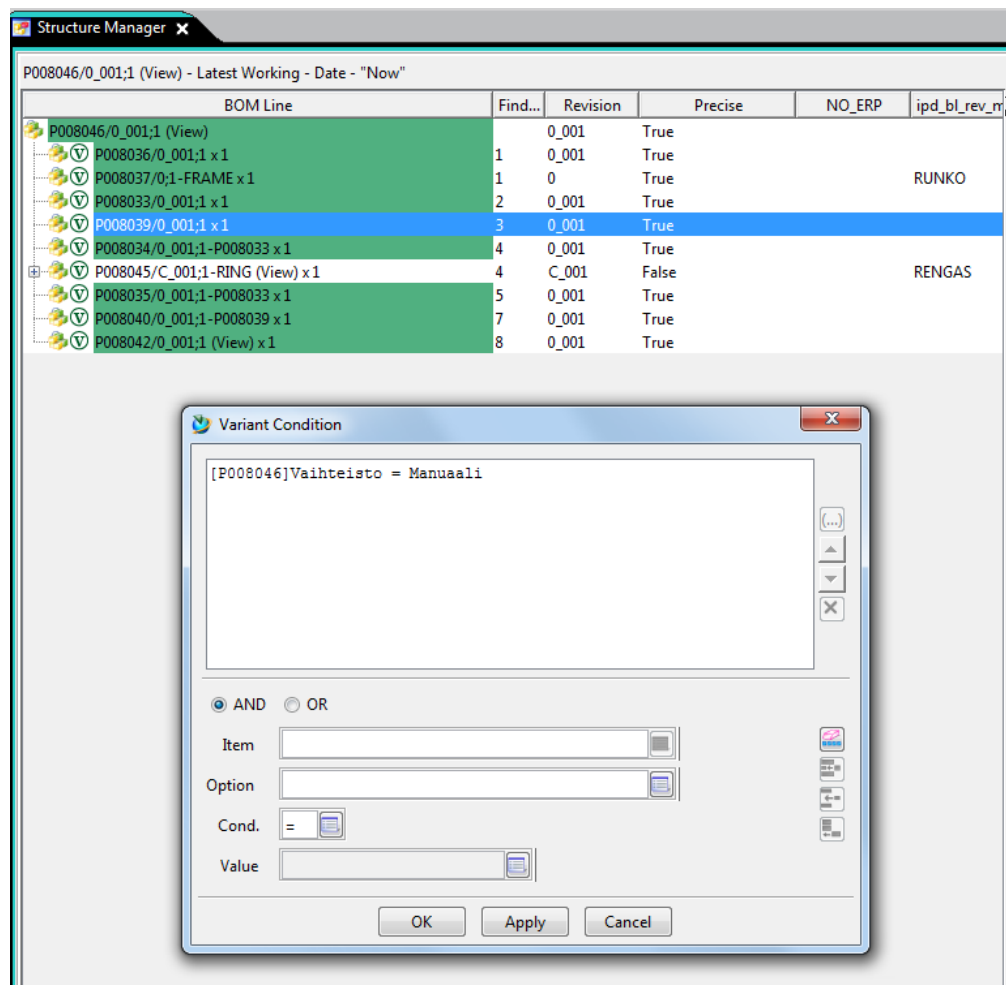 Structure Manager
P008046/0_001;1 (View) - Latest Working - Date - "Now"
BOM Line Find... Revision Precise NO_ERP ipd_bl_rev_m
P008046/0_001;1 (View) 0_001 True
P008036/0_001;1 x 1 1 0_001 True
P008037/0;1-FRAME x 1 1 0 True RUNKO
P008033/0_001;1 x 1 2 0_001 True
P008039/0_001;1 x 1 3 0_001 True
P008034/0_001;1-P008033 x 1 4 0_001 True
P008045/C_001;1-RING (View) x 1 4 C_001 False RENGAS
P008035/0_001;1-P008033 x 1 5 0_001 True
P008040/0_001;1-P008039 x 1 7 0_001 True
P008042/0_001;1 (View) x 1 8 0_001 True
Variant Condition
[P008046]Vaihteisto = Manuaali
(...)
AND OR
Item
Option
Cond. =
Value
OK Apply Cancel